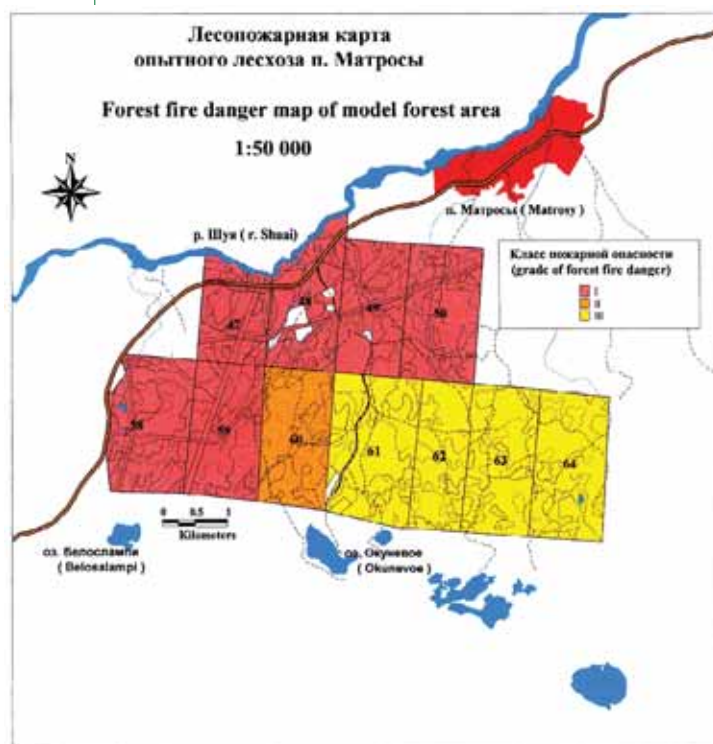 Лесопожарная карта
опытного лесхоза п. Матросы
Forest fire danger map of model forest area
1:50 000
N
п. Матросы ( Matrosy )
р. Шуя ( r. Shuai)
Класс пожарной опасности
(grade of forest fire danger)
I
II
III
47
48
49
50
58
59
60
61
62
63
64
0 0.5 1
Kilometers
оз. Белослампи
( Beloselampi )
оз. Окуневое
( Okunevoe )